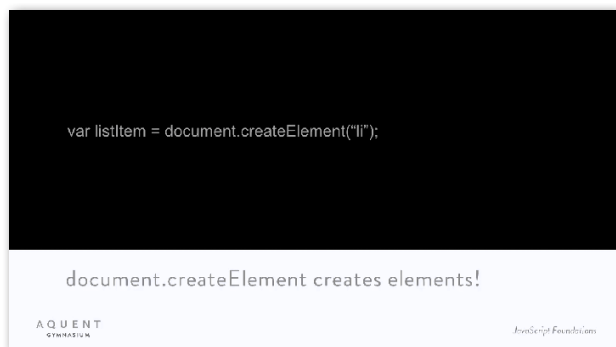 var listItem = document.createElement(“li”);
document.createElement creates elements!
AQUENT
GYMNASIUM
JavaScript Foundations